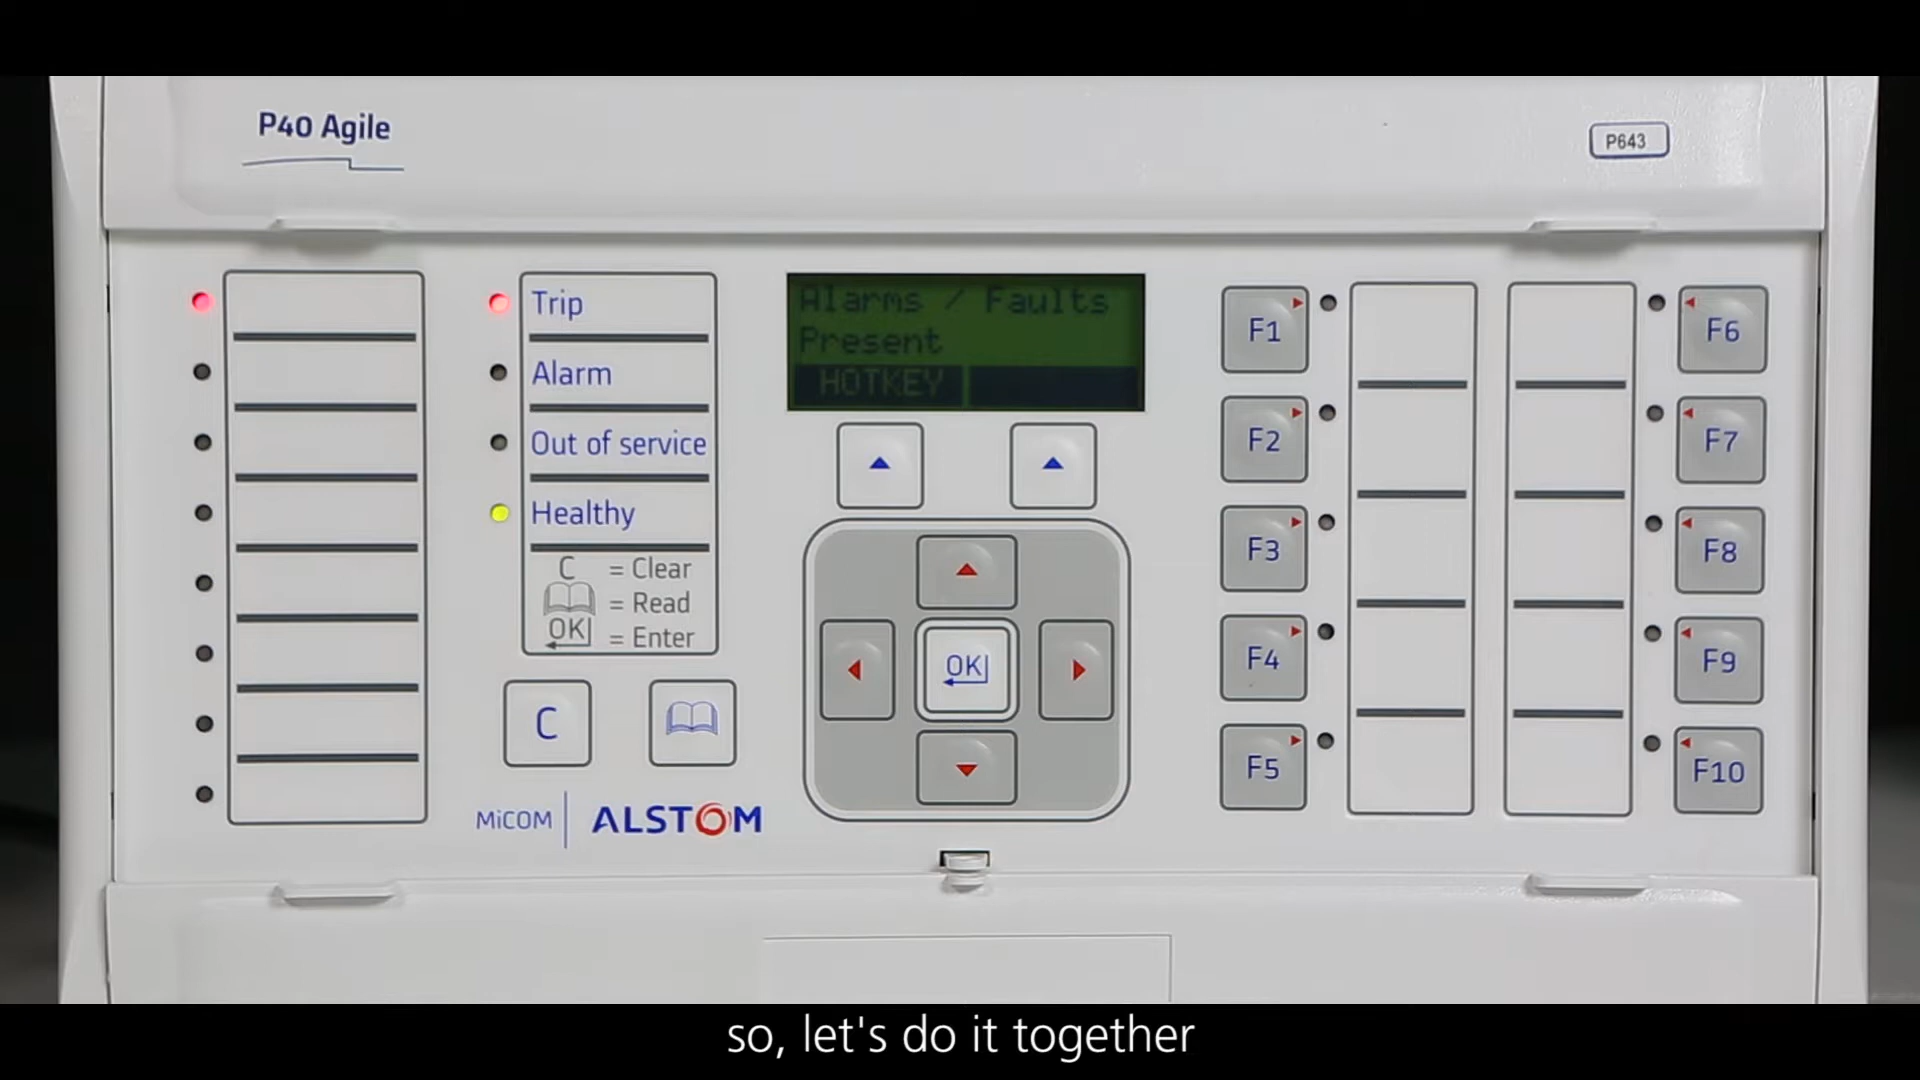 P40 Agile
P643
Trip
Alarm
Out of service
Healthy
C = Clear
= Read
OK = Enter
C
MiCOM
ALSTOM
Alarms / Faults
Present
HOTKEY
OK
F1
F2
F3
F4
F5
F6
F7
F8
F9
F10
so, let's do it together